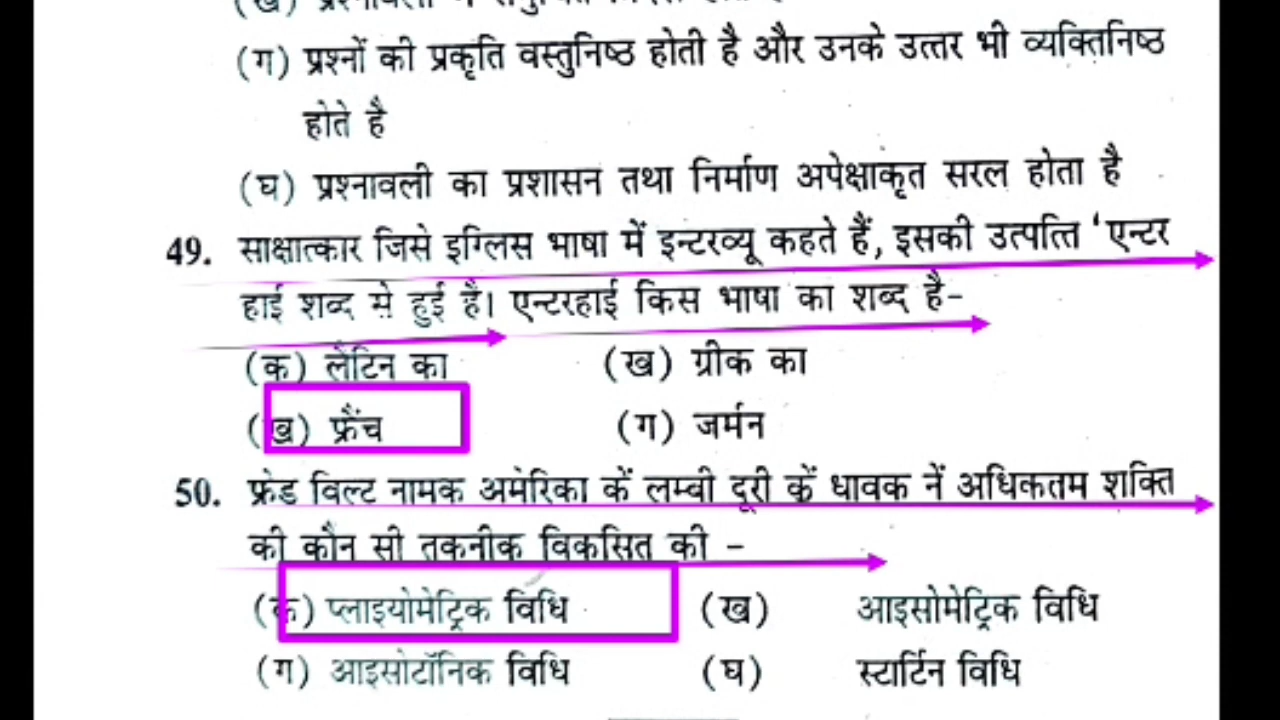 (ग) प्रश्नों की प्रकृति वस्तुनिष्ठ होती है और उनके उत्तर भी व्यक्तिनिष्ठ
होते है
(घ) प्रश्नावली का प्रशासन तथा निर्माण अपेक्षाकृत सरल होता है
49. साक्षात्कार जिसे इग्लिस भाषा में इन्टरव्यू कहते हैं, इसकी उत्पत्ति ‘एन्टर
हाई शब्द से हुई है। एन्टरहाई किस भाषा का शब्द है-
(क) लैटिन का (ख) ग्रीक का
(ख) फ्रैंच (ग) जर्मन
50. फ्रेड विल्ट नामक अमेरिका कें लम्बी दूरी कें धावक नें अधिकतम शक्ति
की कौन सी तकनीक विकसित की -
(क) प्लाइयोमेट्रिक विधि (ख) आइसोमेट्रिक विधि
(ग) आइसोटॉनिक विधि (घ) स्टार्टिन विधि